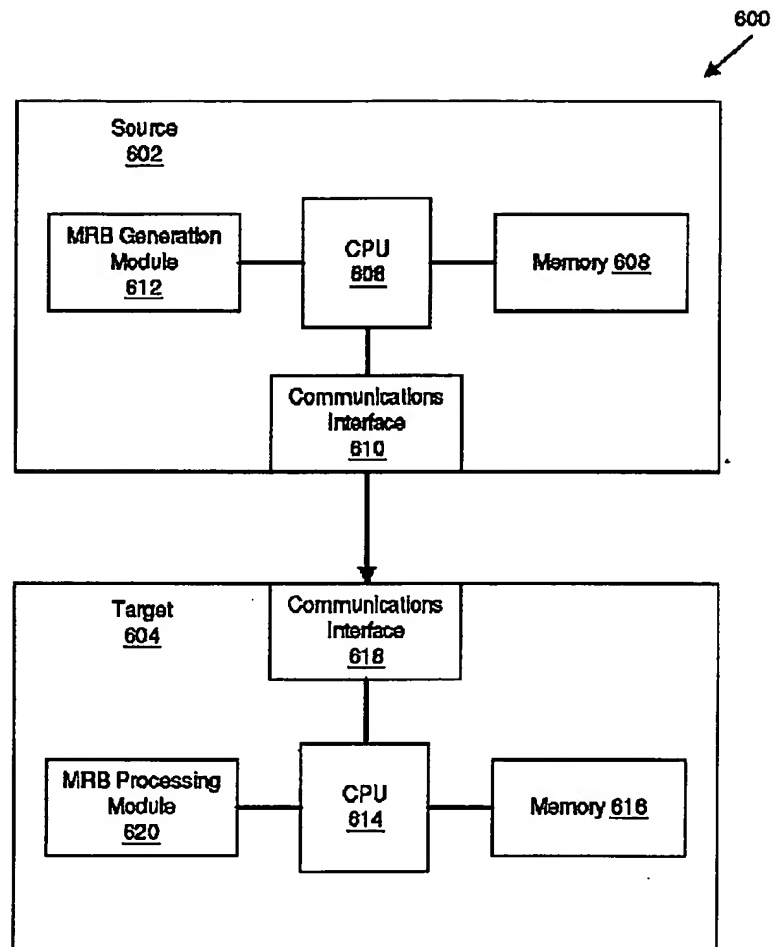 600
Source
602
MRB Generation
Module
612
CPU
606
Memory 608
Communications
Interface
610
Target
604
Communications
Interface
618
MRB Processing
Module
620
CPU
614
Memory 616